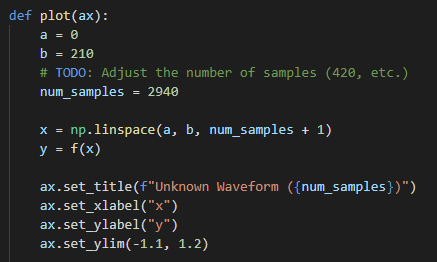 def plot(ax):
    a = 0
    b = 210
    # TODO: Adjust the number of samples (420, etc.)
    num_samples = 2940

    x = np.linspace(a, b, num_samples + 1)
    y = f(x)

    ax.set_title(f"Unknown Waveform ({num_samples})")
    ax.set_xlabel("x")
    ax.set_ylabel("y")
    ax.set_ylim(-1.1, 1.2)